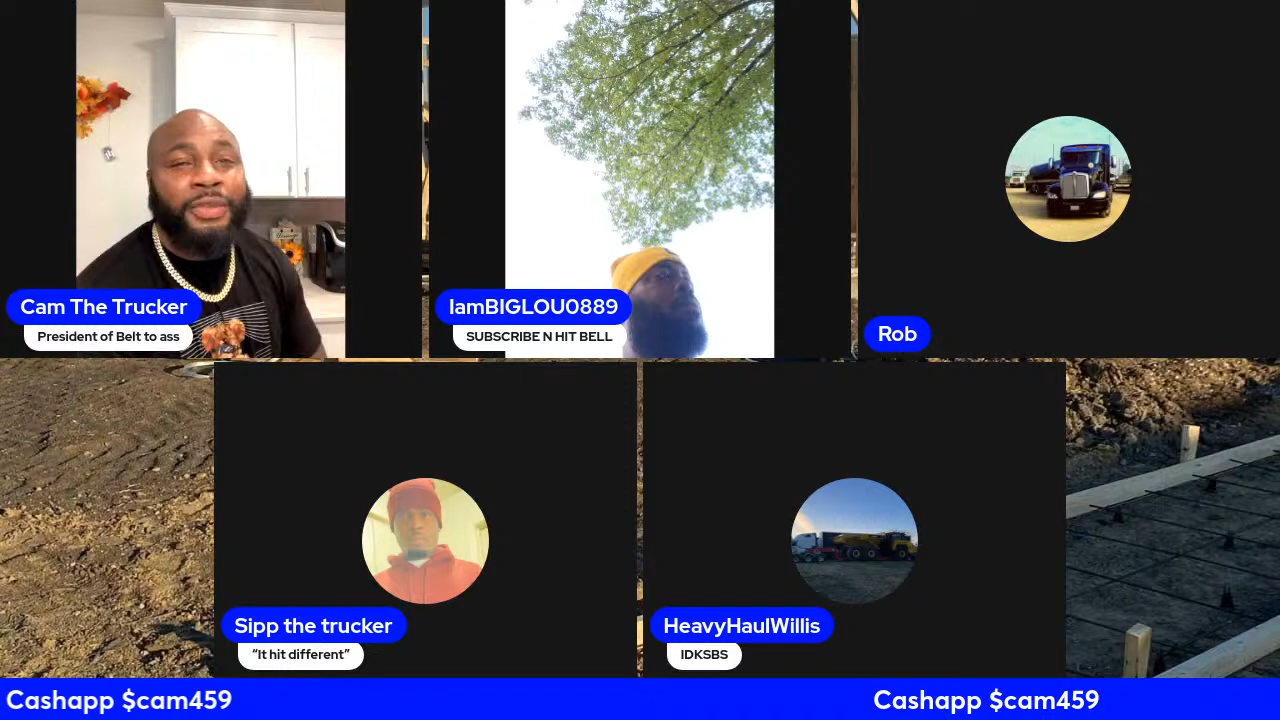 Cam The Trucker
President of Belt to ass
IamBIGLOU0889
SUBSCRIBE N HIT BELL
Rob
Sipp the trucker
“It hit different”
HeavyHaulWillis
IDKSBS
Cashapp $cam459
Cashapp $cam459